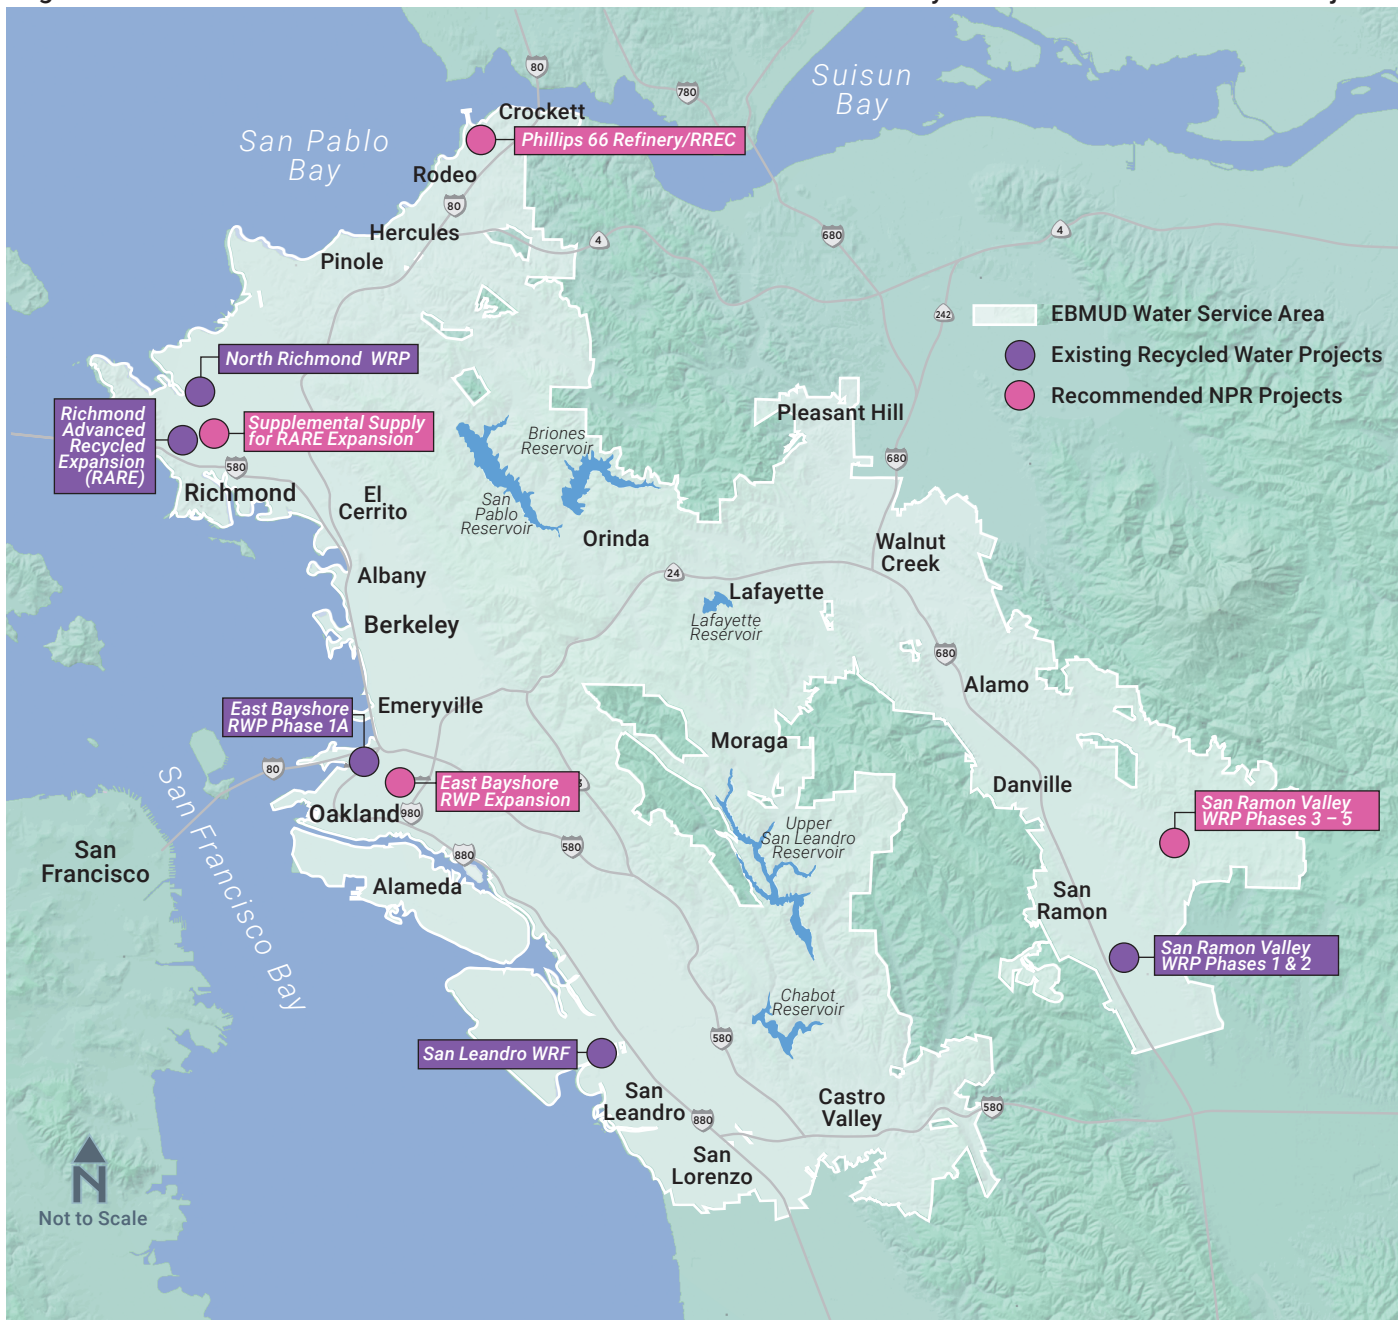 80
780
Suisun
Bay
Crockett
San Pablo
Bay
Phillips 66 Refinery/RREC
Rodeo
80
Hercules
4
680
4
Pinole
242
EBMUD Water Service Area
Existing Recycled Water Projects
Recommended NPR Projects
North Richmond WRP
Richmond
Advanced
Recycled
Expansion
(RARE)
Supplemental Supply
for RARE Expansion
Pleasant Hill
Briones
Reservoir
680
580
Richmond
El
Cerrito
San
Pablo
Reservoir
Orinda
Walnut
Creek
Albany
24
Lafayette
Lafayette
Reservoir
Berkeley
680
Alamo
East Bayshore
RWP Phase 1A
Emeryville
Moraga
80
East Bayshore
RWP Expansion
Danville
San Ramon Valley
WRP Phases 3 – 5
Oakland
980
San Francisco Bay
Upper
San Leandro
Reservoir
San
Francisco
880
580
Alameda
San
Ramon
San Ramon Valley
WRP Phases 1 & 2
Chabot
Reservoir
580
San Leandro WRF
San
Leandro
Castro
Valley
580
880
San
Lorenzo
N
Not to Scale